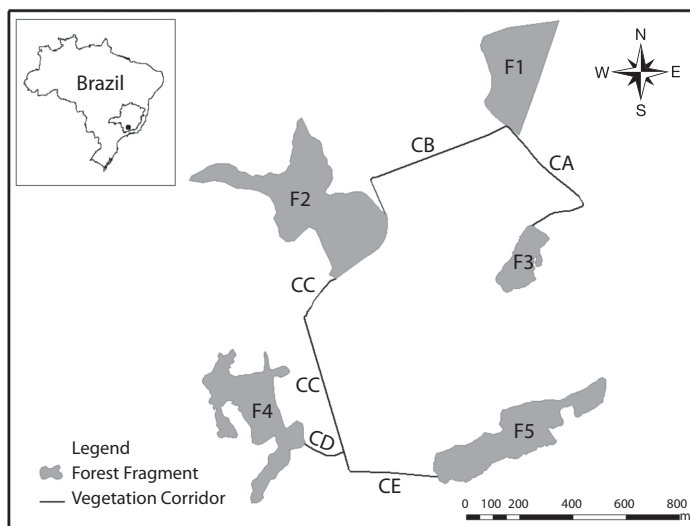 Brazil
F1
N
W E
S
CB
CA
F2
F3
CC
CC
F4
CD
F5
CE
Legend
Forest Fragment
Vegetation Corridor
0 100 200 400 600 800
m